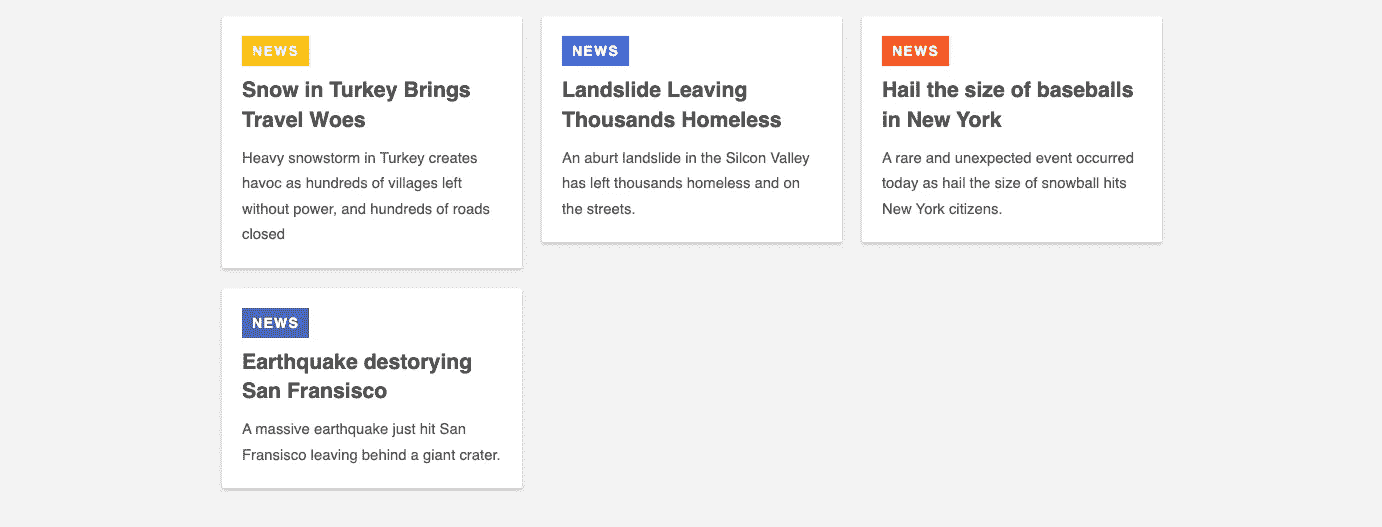 NEWS
Snow in Turkey Brings
Travel Woes
Heavy snowstorm in Turkey creates
havoc as hundreds of villages left
without power, and hundreds of roads
closed
NEWS
Landslide Leaving
Thousands Homeless
An aburt landslide in the Silcon Valley
has left thousands homeless and on
the streets.
NEWS
Hail the size of baseballs
in New York
A rare and unexpected event occurred
today as hail the size of snowball hits
New York citizens.
NEWS
Earthquake destorying
San Fransisco
A massive earthquake just hit San
Fransisco leaving behind a giant crater.